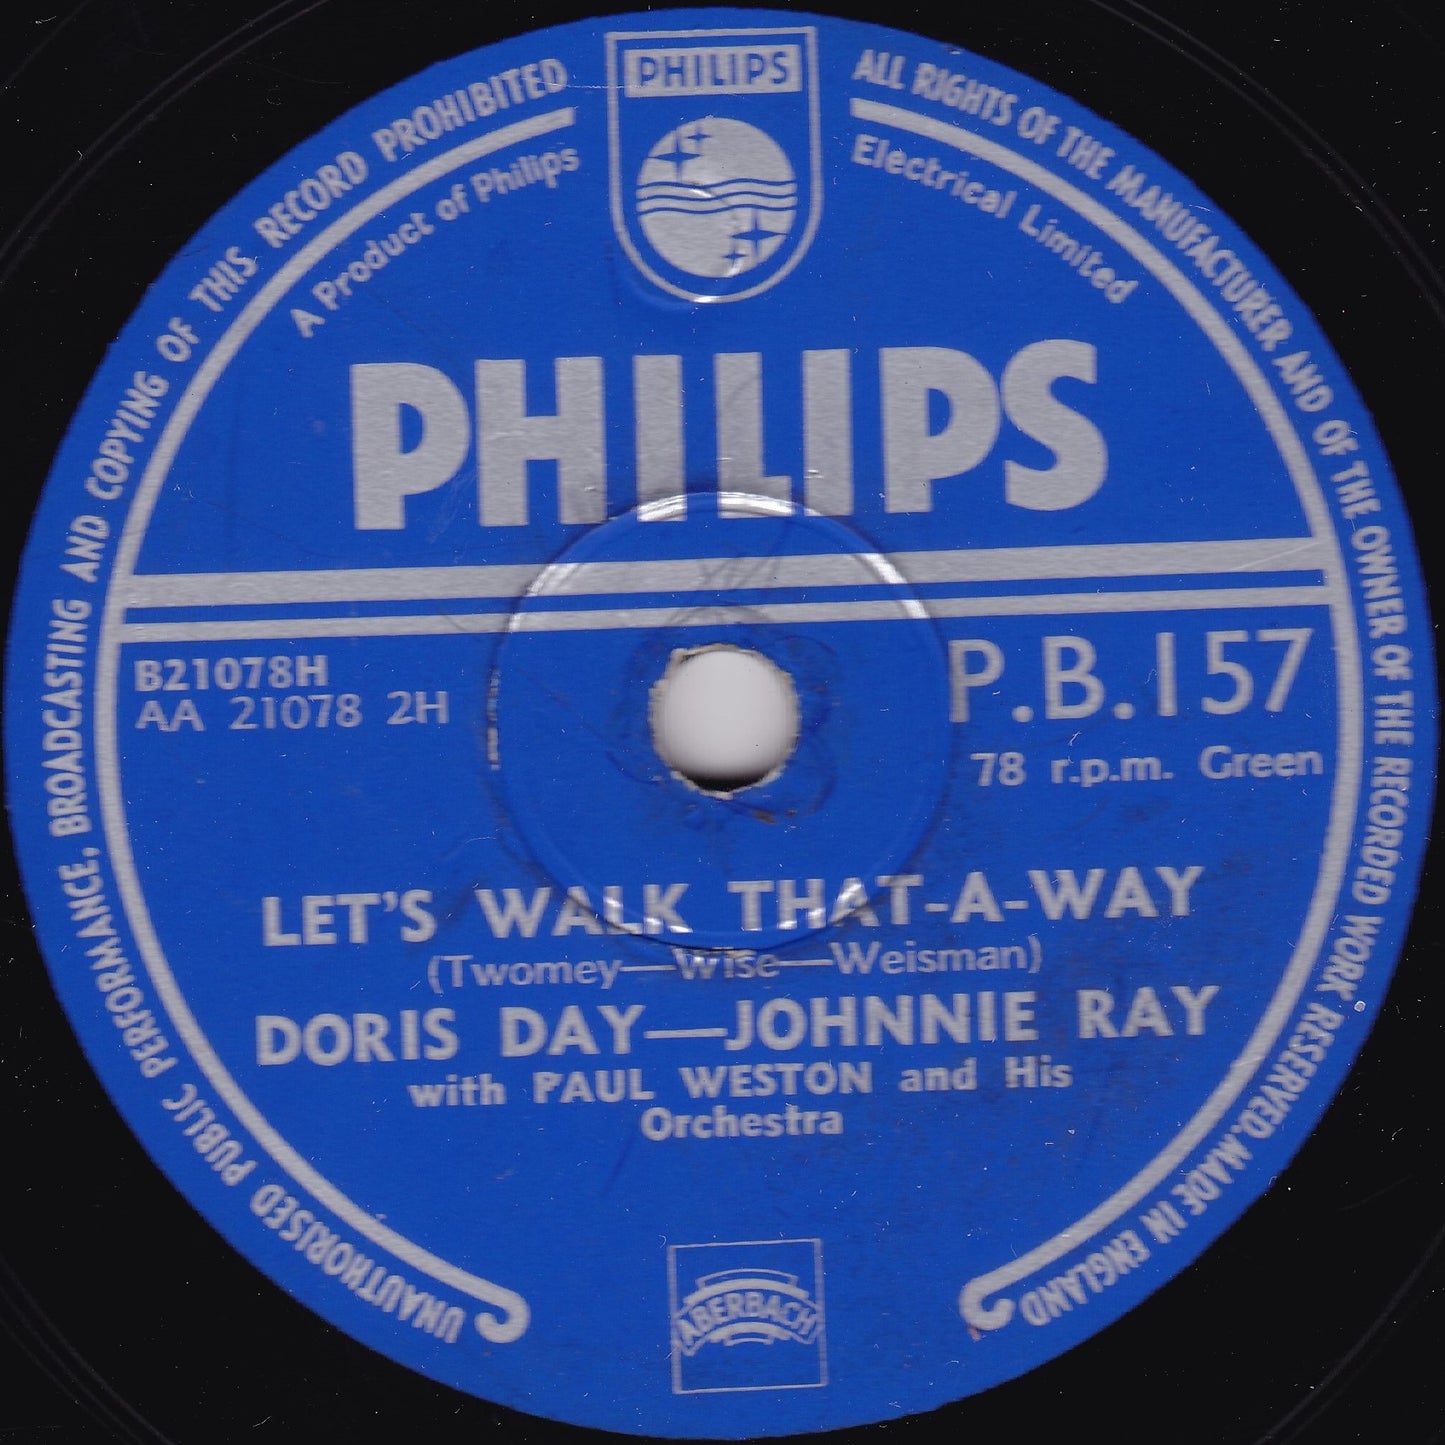 PHILIPS
UNAUTHORISED PUBLIC PERFORMANCE, BROADCASTING AND COPYING OF THIS RECORD PROHIBITED
ALL RIGHTS OF THE MANUFACTURER AND OF THE OWNER OF THE RECORDED WORK RESERVED. MADE IN ENGLAND
A Product of Philips
Electrical Limited
PHILIPS
B21078H
AA 21078 2H
P.B.157
78 r.p.m. Green
LET'S WALK THAT-A-WAY
(Twomey—Wise—Weisman)
DORIS DAY—JOHNNIE RAY
with PAUL WESTON and His
Orchestra
ABERBACH